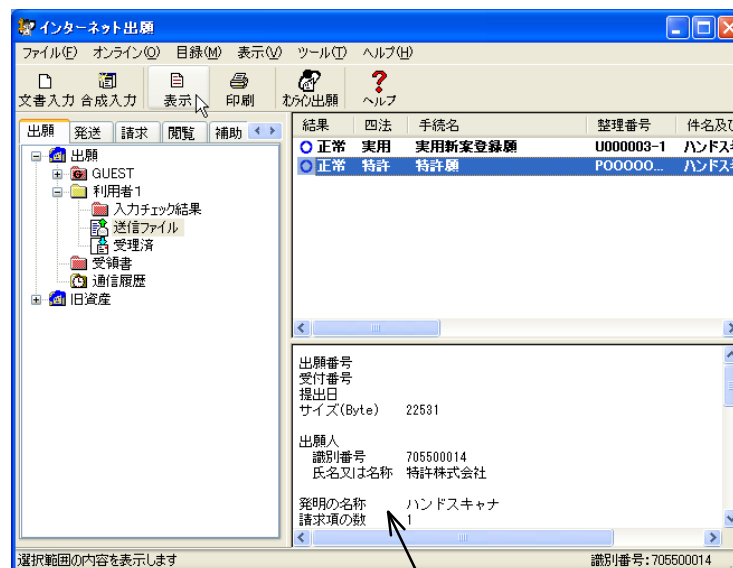 インターネット出願
ファイル(F) オンライン(O) 目録(M) 表示(V) ツール(T) ヘルプ(H)
文書入力 合成入力 表示 印刷 オンライン出願 ヘルプ
出願 発送 請求 閲覧 補助
出願
GUEST
利用者1
入力チェック結果
送信ファイル
受理済
受領書
通信履歴
旧資産
結果 四法 手続名 整理番号 件名及び
正常 実用 実用新案登録願 U000003-1 ハンドスキ
正常 特許 特許願 PO0000... ハンドスキ
出願番号
受付番号
提出日
サイズ(Byte) 22531
出願人
識別番号 705500014
氏名又は名称 特許株式会社
発明の名称 ハンドスキャナ
請求項の数 1
選択範囲の内容を表示します 識別番号:705500014